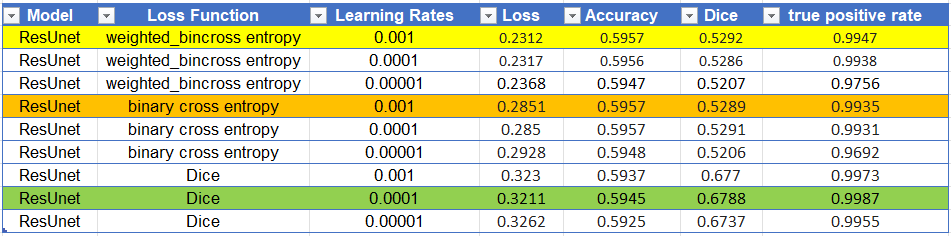 Model Loss Function Learning Rates Loss Accuracy Dice true positive rate
ResUnet weighted_bincross entropy 0.001 0.2312 0.5957 0.5292 0.9947
ResUnet weighted_bincross entropy 0.0001 0.2317 0.5956 0.5286 0.9938
ResUnet weighted_bincross entropy 0.00001 0.2368 0.5947 0.5207 0.9756
ResUnet binary cross entropy 0.001 0.2851 0.5957 0.5289 0.9935
ResUnet binary cross entropy 0.0001 0.285 0.5957 0.5291 0.9931
ResUnet binary cross entropy 0.00001 0.2928 0.5948 0.5206 0.9692
ResUnet Dice 0.001 0.323 0.5937 0.677 0.9973
ResUnet Dice 0.0001 0.3211 0.5945 0.6788 0.9987
ResUnet Dice 0.00001 0.3262 0.5925 0.6737 0.9955